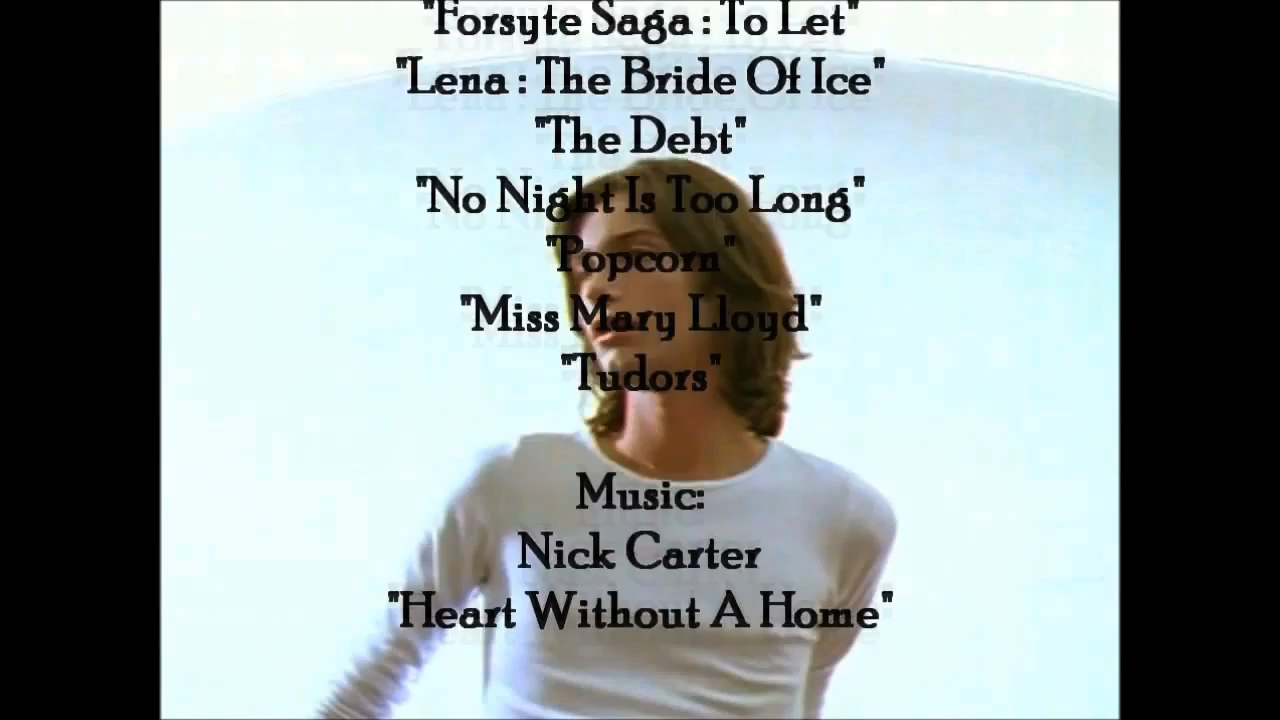 "Forsyte Saga : To Let"
"Lena : The Bride Of Ice"
"The Debt"
"No Night Is Too Long"
"Popcorn"
"Miss Mary Lloyd"
"Tudors"
Music:
Nick Carter
"Heart Without A Home"